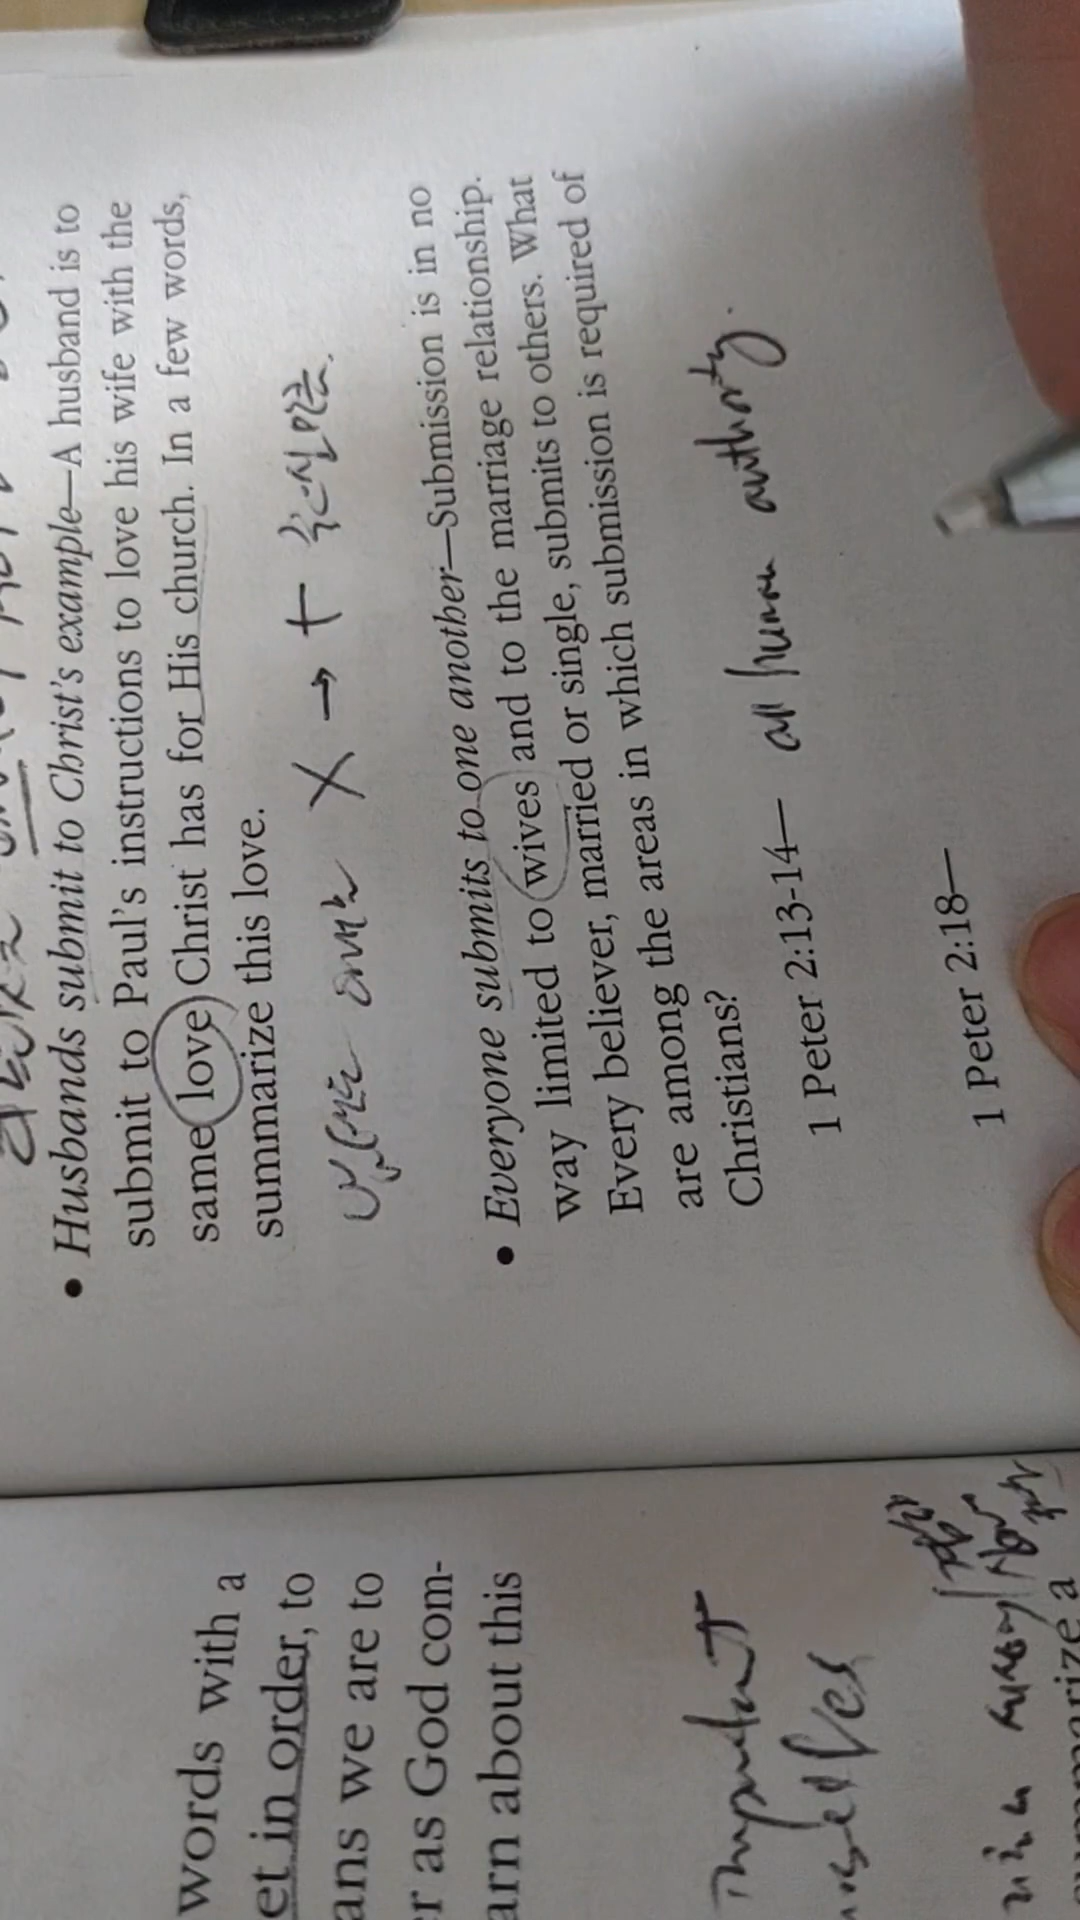 • Husbands submit to Christ's example—A husband is to
submit to Paul's instructions to love his wife with the
same love Christ has for His church. In a few words,
summarize this love.
X → +
• Everyone submits to one another—Submission is in no
way limited to wives and to the marriage relationship.
Every believer, married or single, submits to others. What
are among the areas in which submission is required of
Christians?
1 Peter 2:13-14— all human authority.
1 Peter 2:18—
words with a
et in order, to
ans we are to
r as God com-
arn about this
Important